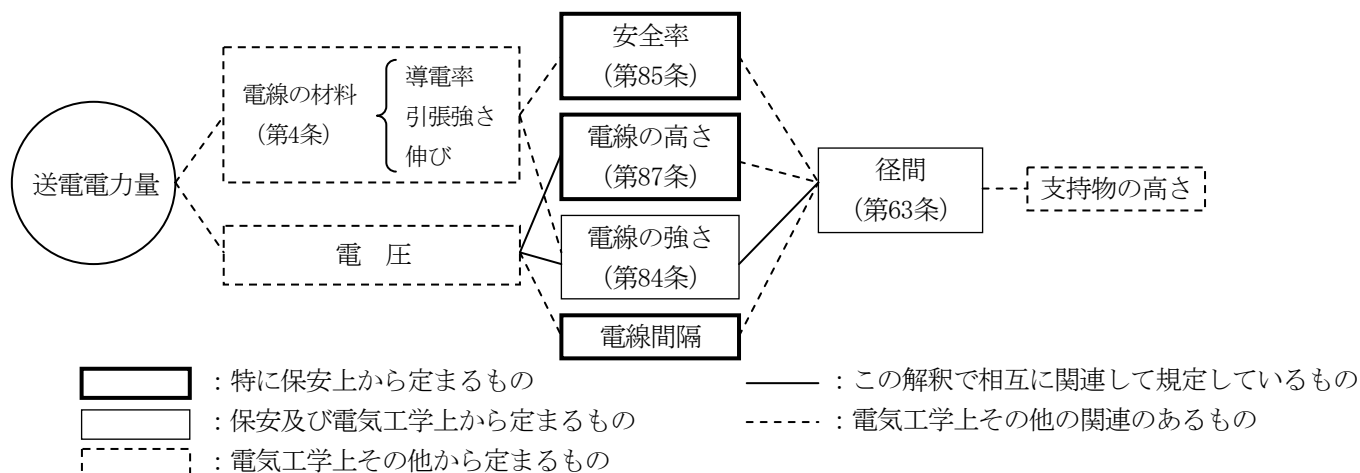 送電電力量
電線の材料
(第4条)
導電率
引張強さ
伸び
電 圧
安全率
(第85条)
電線の高さ
(第87条)
電線の強さ
(第84条)
電線間隔
径間
(第63条)
支持物の高さ
：特に保安上から定まるもの
：保安及び電気工学上から定まるもの
：電気工学上その他から定まるもの
：この解釈で相互に関連して規定しているもの
：電気工学上その他の関連のあるもの